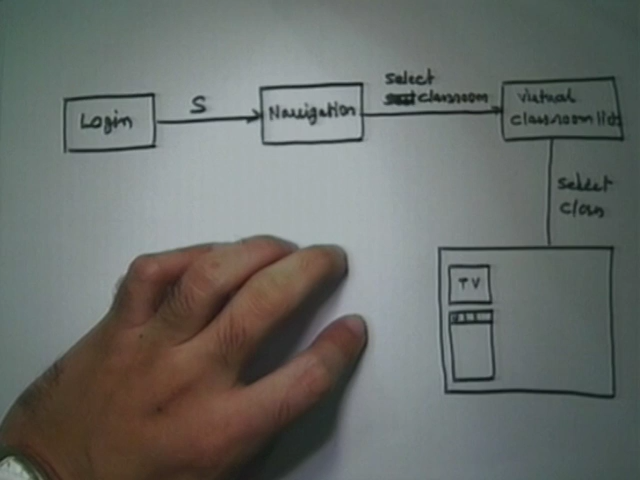 Login
S
Navigation
select
classroom
virtual
classroom list
select
class
TV